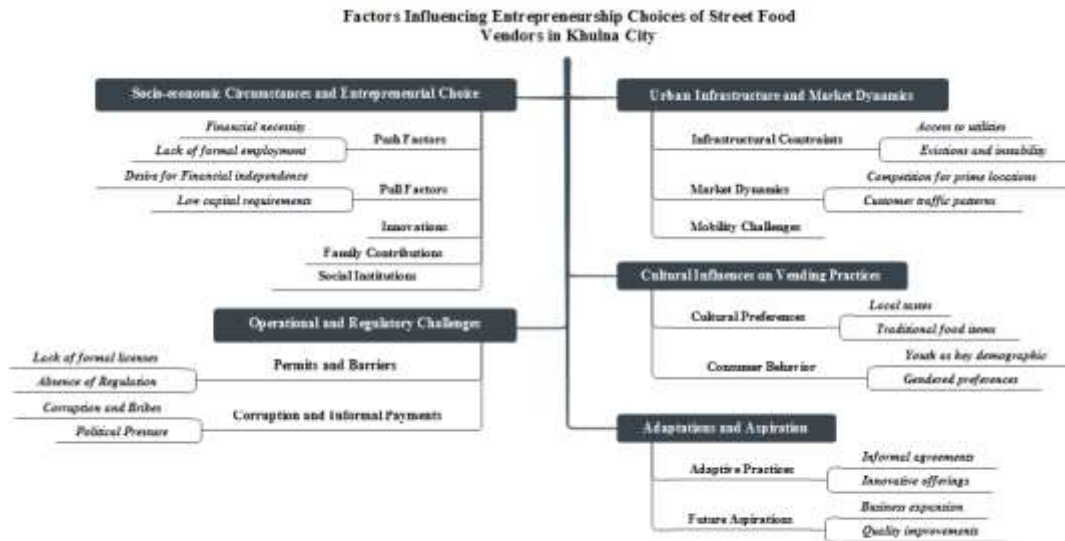 Factors Influencing Entrepreneurship Choices of Street Food
Vendors in Khulna City
Socio-economic Circumstances and Entrepreneurial Choice
Financial necessity
Lack of formal employment
Push Factors
Desire for Financial independence
Low capital requirements
Pull Factors
Innovations
Family Contributions
Social Institutions
Operational and Regulatory Challenges
Lack of formal licenses
Absence of Regulation
Permits and Barriers
Corruption and Bribes
Political Pressure
Corruption and Informal Payments
Urban Infrastructure and Market Dynamics
Infrastructural Constraints
Access to utilities
Evictions and instability
Market Dynamics
Competition for prime locations
Customer traffic patterns
Mobility Challenges
Cultural Influences on Vending Practices
Cultural Preferences
Local tastes
Traditional food items
Consumer Behavior
Youth as key demographic
Gendered preferences
Adaptations and Aspiration
Adaptive Practices
Informal agreements
Innovative offerings
Future Aspirations
Business expansion
Quality improvements